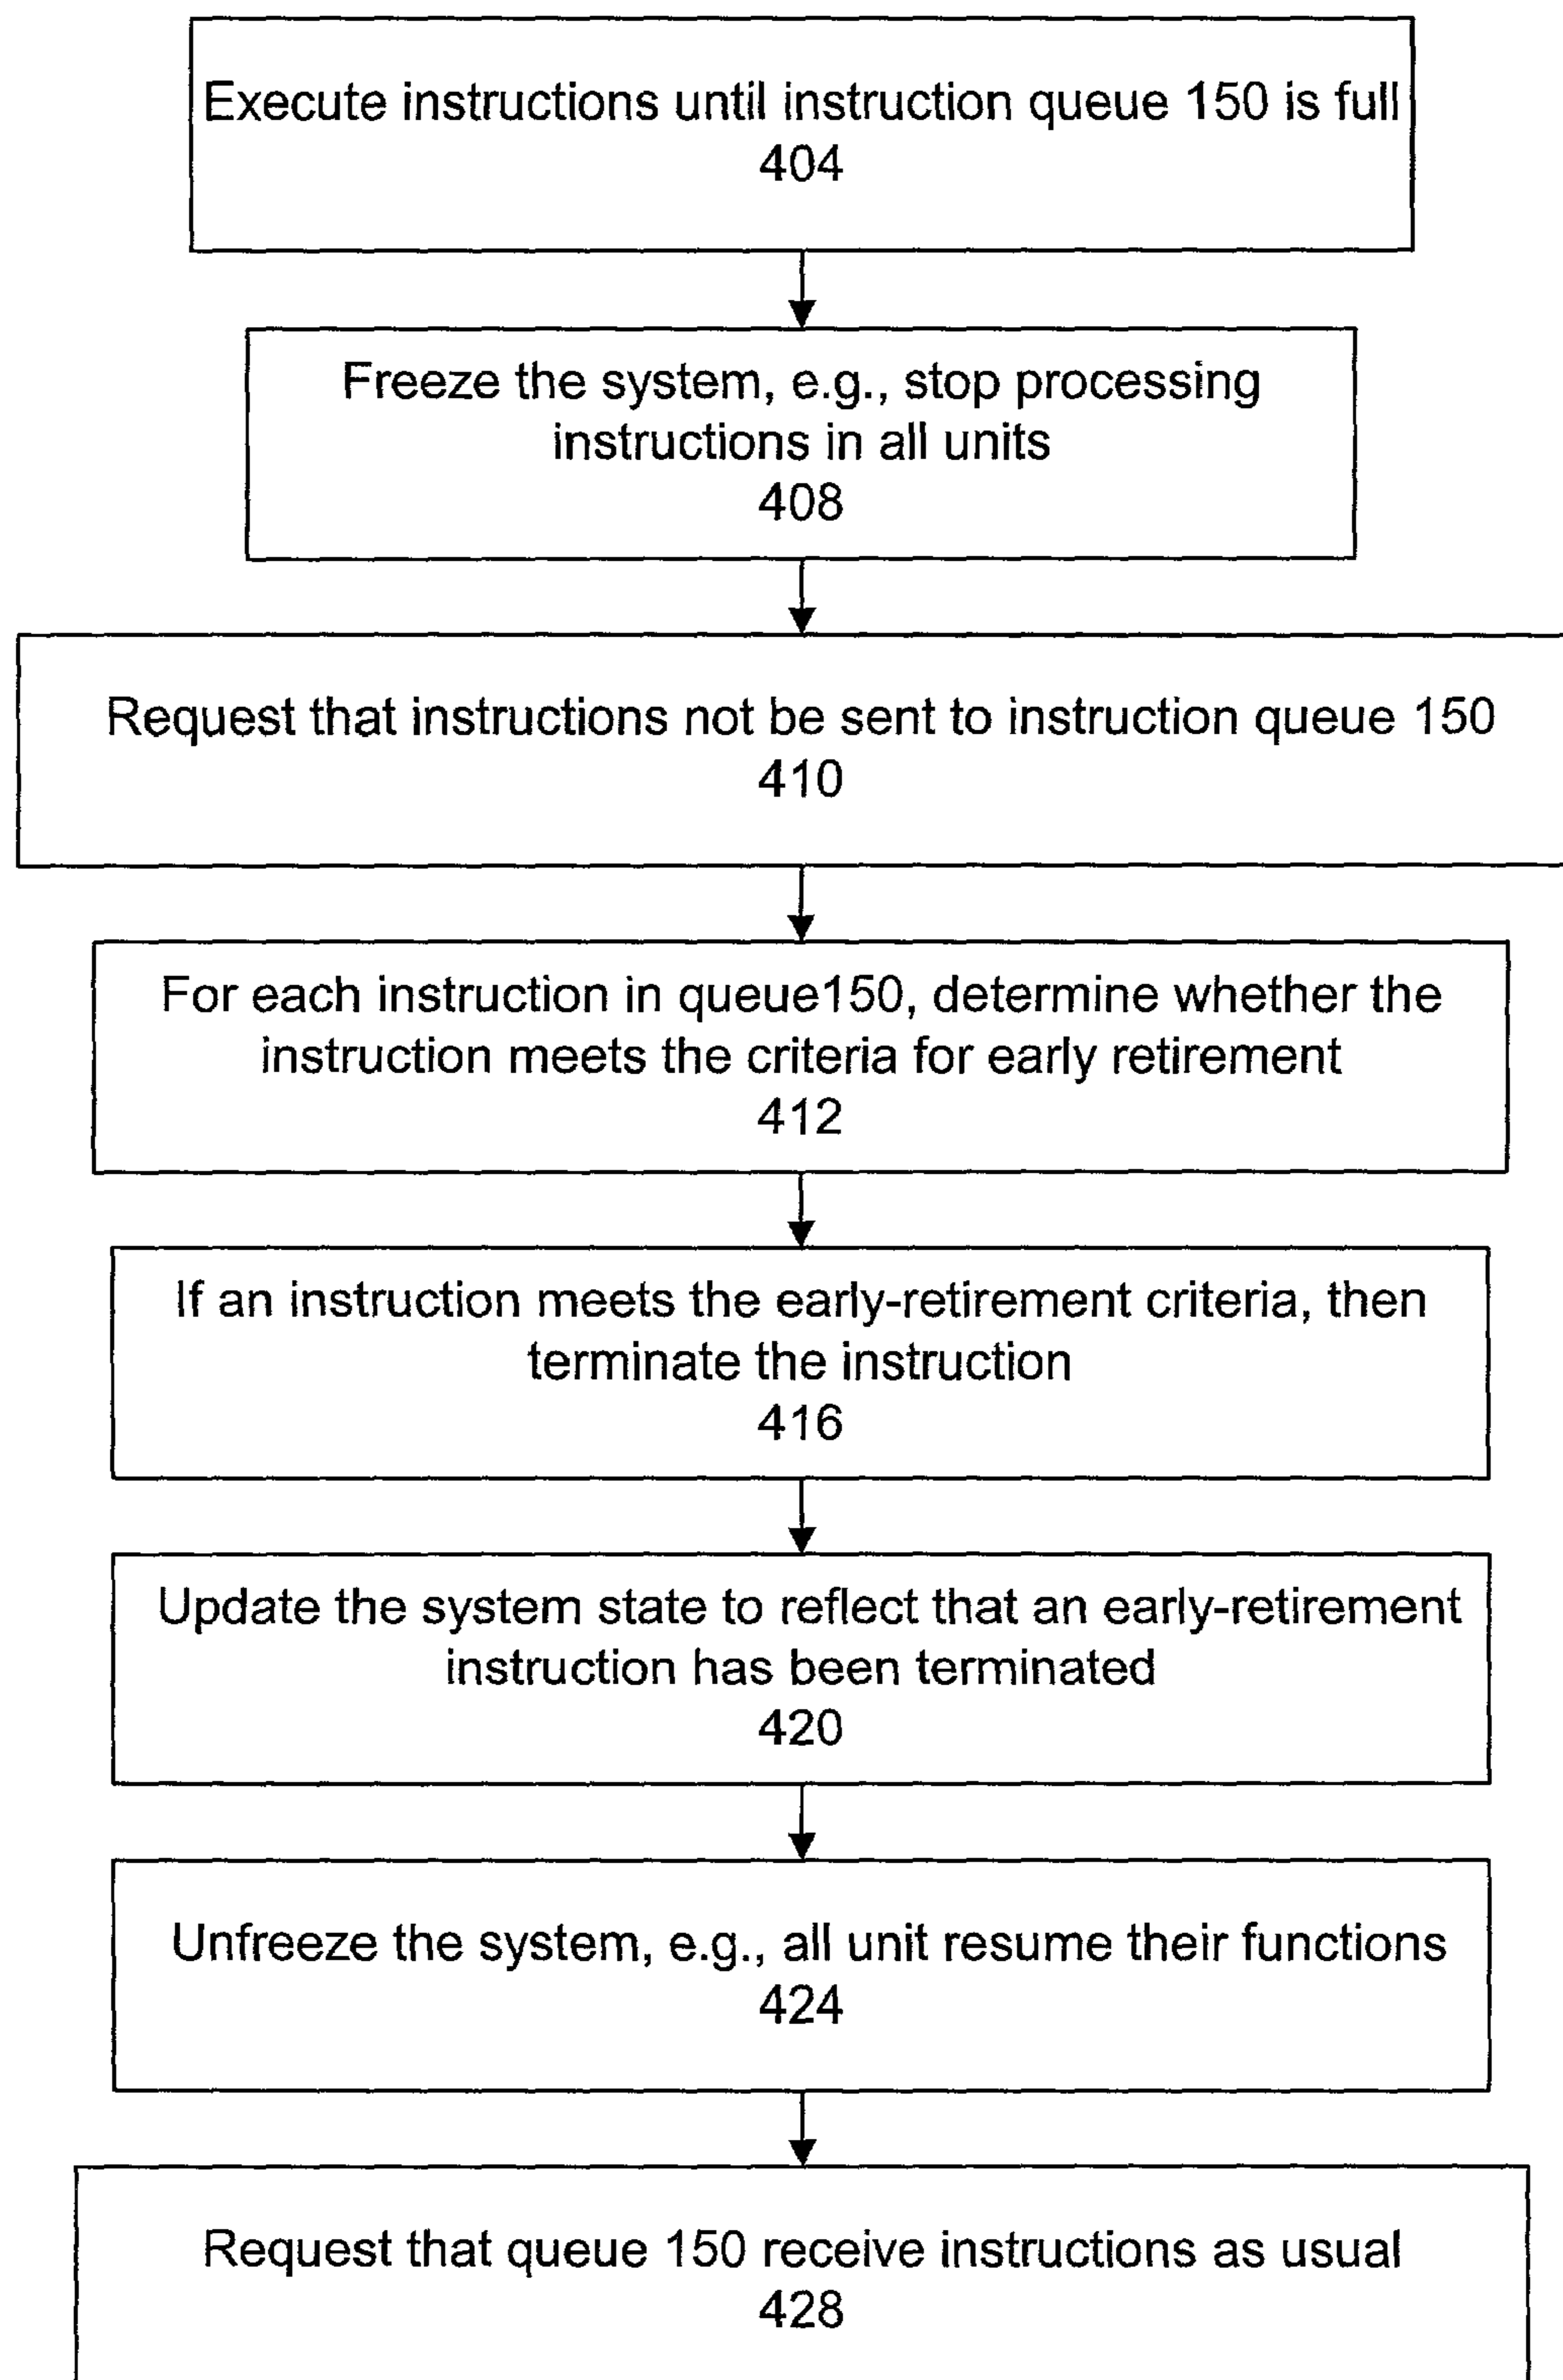 Execute instructions until instruction queue 150 is full
404
Freeze the system, e.g., stop processing
instructions in all units
408
Request that instructions not be sent to instruction queue 150
410
For each instruction in queue150, determine whether the
instruction meets the criteria for early retirement
412
If an instruction meets the early-retirement criteria, then
terminate the instruction
416
Update the system state to reflect that an early-retirement
instruction has been terminated
420
Unfreeze the system, e.g., all unit resume their functions
424
Request that queue 150 receive instructions as usual
428